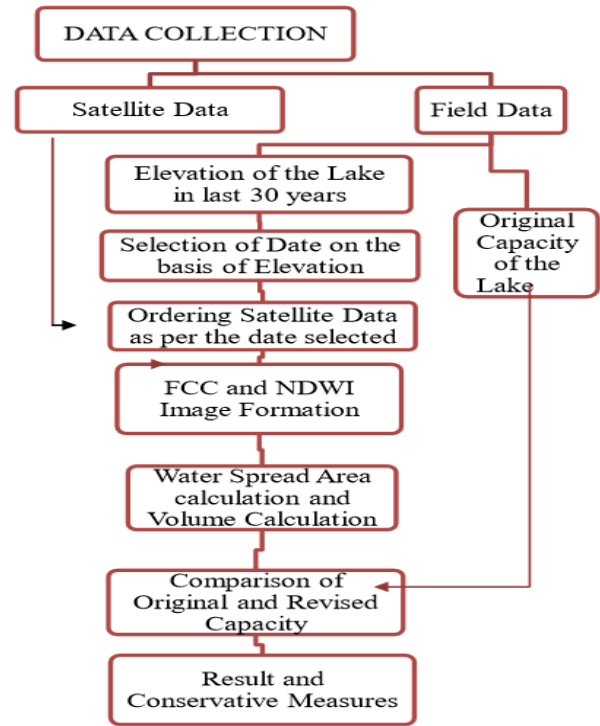 DATA COLLECTION
Satellite Data
Field Data
Elevation of the Lake
in last 30 years
Original
Capacity
of the
Lake
Selection of Date on the
basis of Elevation
Ordering Satellite Data
as per the date selected
FCC and NDWI
Image Formation
Water Spread Area
calculation and
Volume Calculation
Comparison of
Original and Revised
Capacity
Result and
Conservative Measures